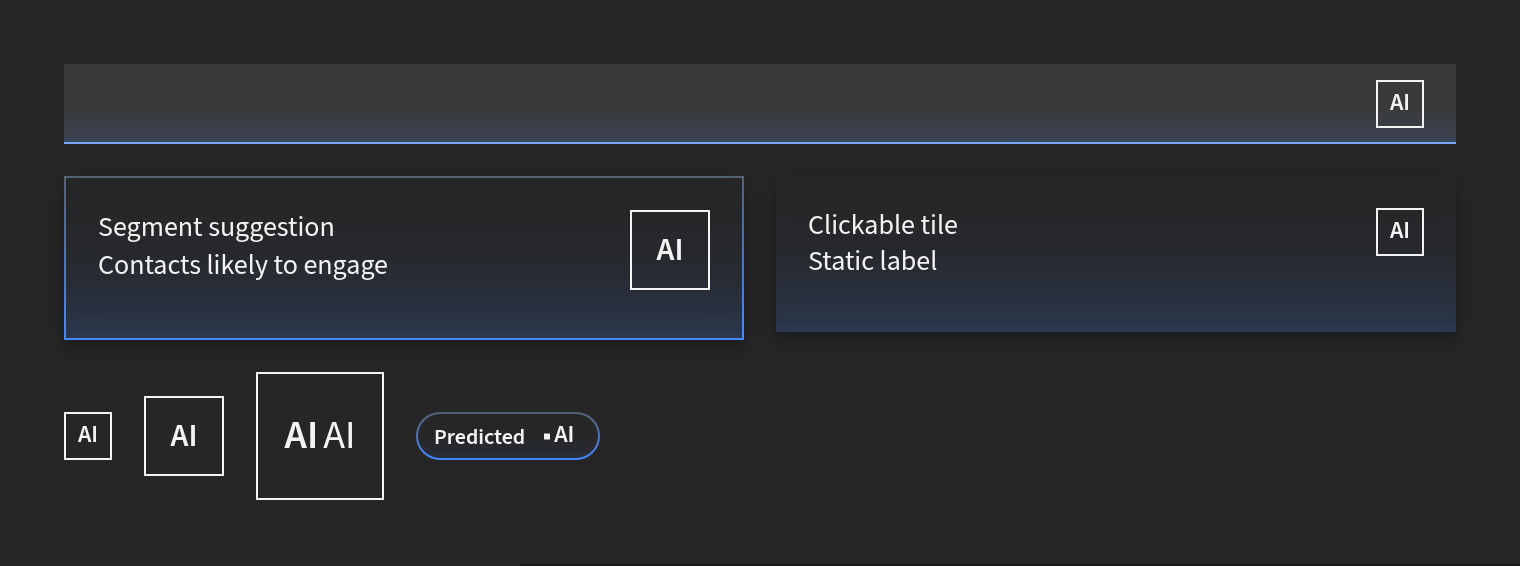 AI
Segment suggestion
Contacts likely to engage
AI
Clickable tile
Static label
AI
AI
AI
AI AI
Predicted AI